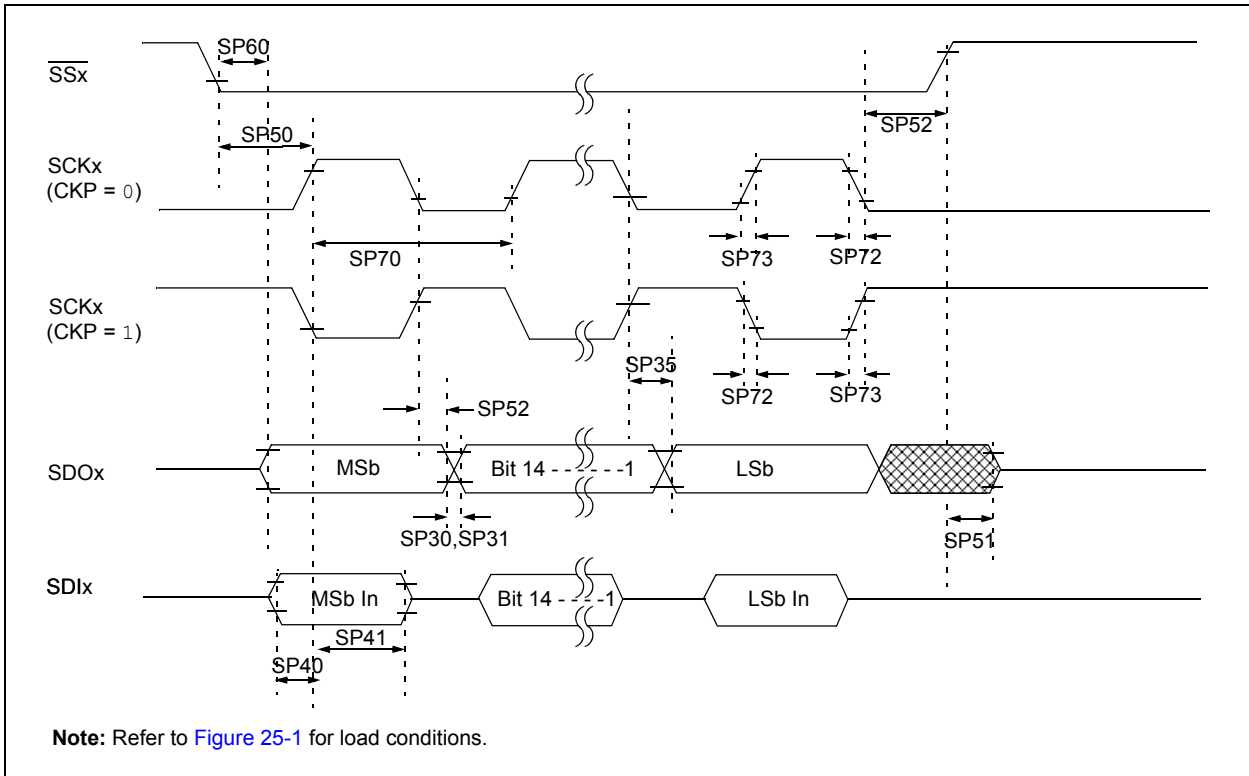 SP60
SSx
SP50
SP52
SCKx
(CKP = 0)
SP70
SP73
SP72
SCKx
(CKP = 1)
SP35
SP72
SP73
SP52
SDOx
MSb
Bit 14 - - - - - -1
LSb
SP30,SP31
SP51
SDIx
MSb In
Bit 14 - - - -1
LSb In
SP41
SP40
Note: Refer to Figure 25-1 for load conditions.